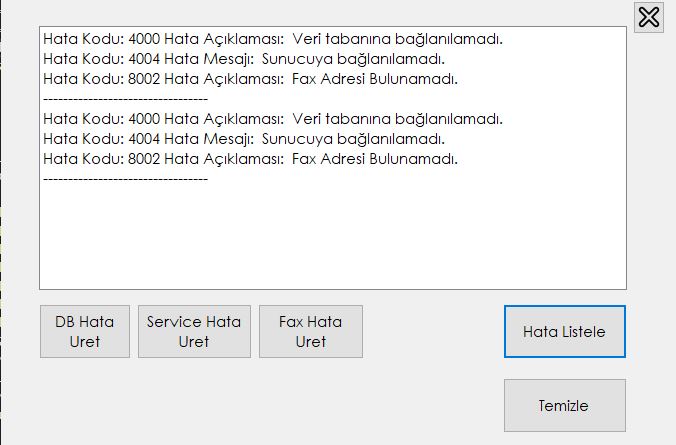 Hata Kodu: 4000 Hata Açıklaması:  Veri tabanına bağlanılamadı.
Hata Kodu: 4004 Hata Mesajı:  Sunucuya bağlanılamadı.
Hata Kodu: 8002 Hata Açıklaması:  Fax Adresi Bulunamadı.
---------------------------------
Hata Kodu: 4000 Hata Açıklaması:  Veri tabanına bağlanılamadı.
Hata Kodu: 4004 Hata Mesajı:  Sunucuya bağlanılamadı.
Hata Kodu: 8002 Hata Açıklaması:  Fax Adresi Bulunamadı.
---------------------------------
DB Hata
Uret
Service Hata
Uret
Fax Hata
Uret
Hata Listele
Temizle